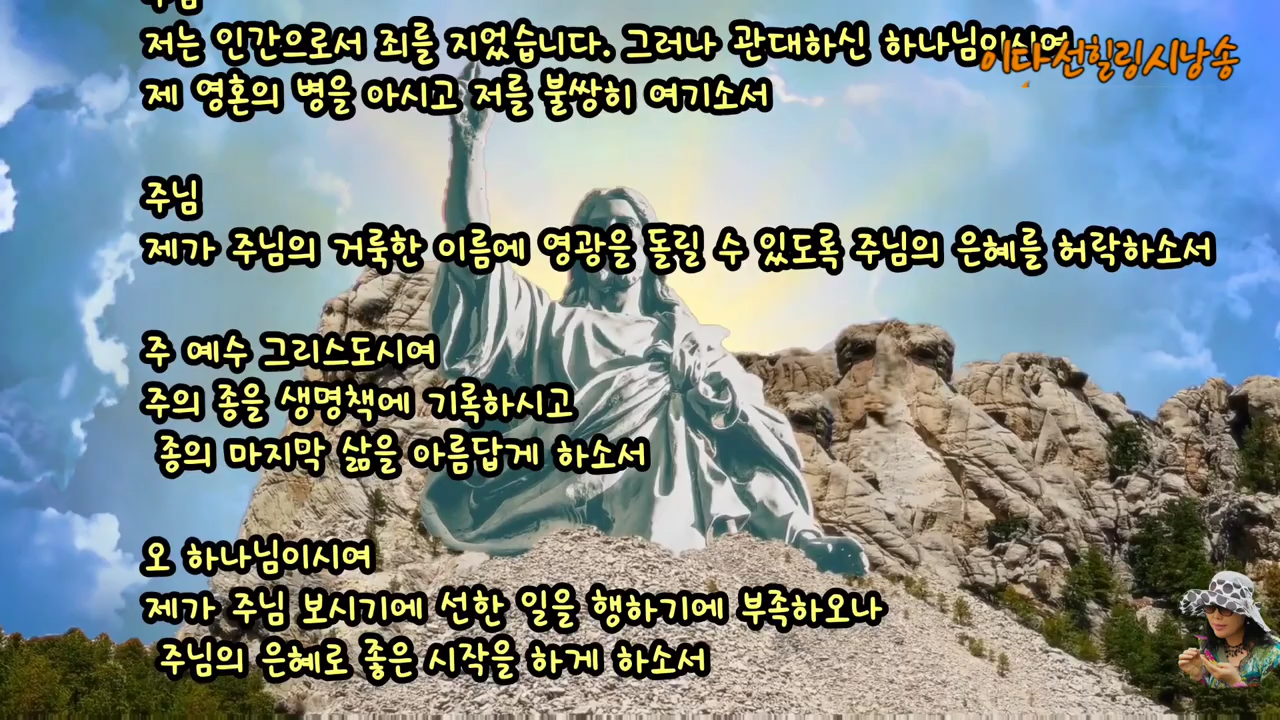 주님
저는 인간으로서 죄를 지었습니다. 그러나 관대하신 하나님이시여
이다선힐링시낭송
제 영혼의 병을 아시고 저를 불쌍히 여기소서
주님
제가 주님의 거룩한 이름에 영광을 돌릴 수 있도록 주님의 은혜를 허락하소서
주 예수 그리스도시여
주의 종을 생명책에 기록하시고
종의 마지막 삶을 아름답게 하소서
오 하나님이시여
제가 주님 보시기에 선한 일을 행하기에 부족하오나
주님의 은혜로 좋은 시작을 하게 하소서